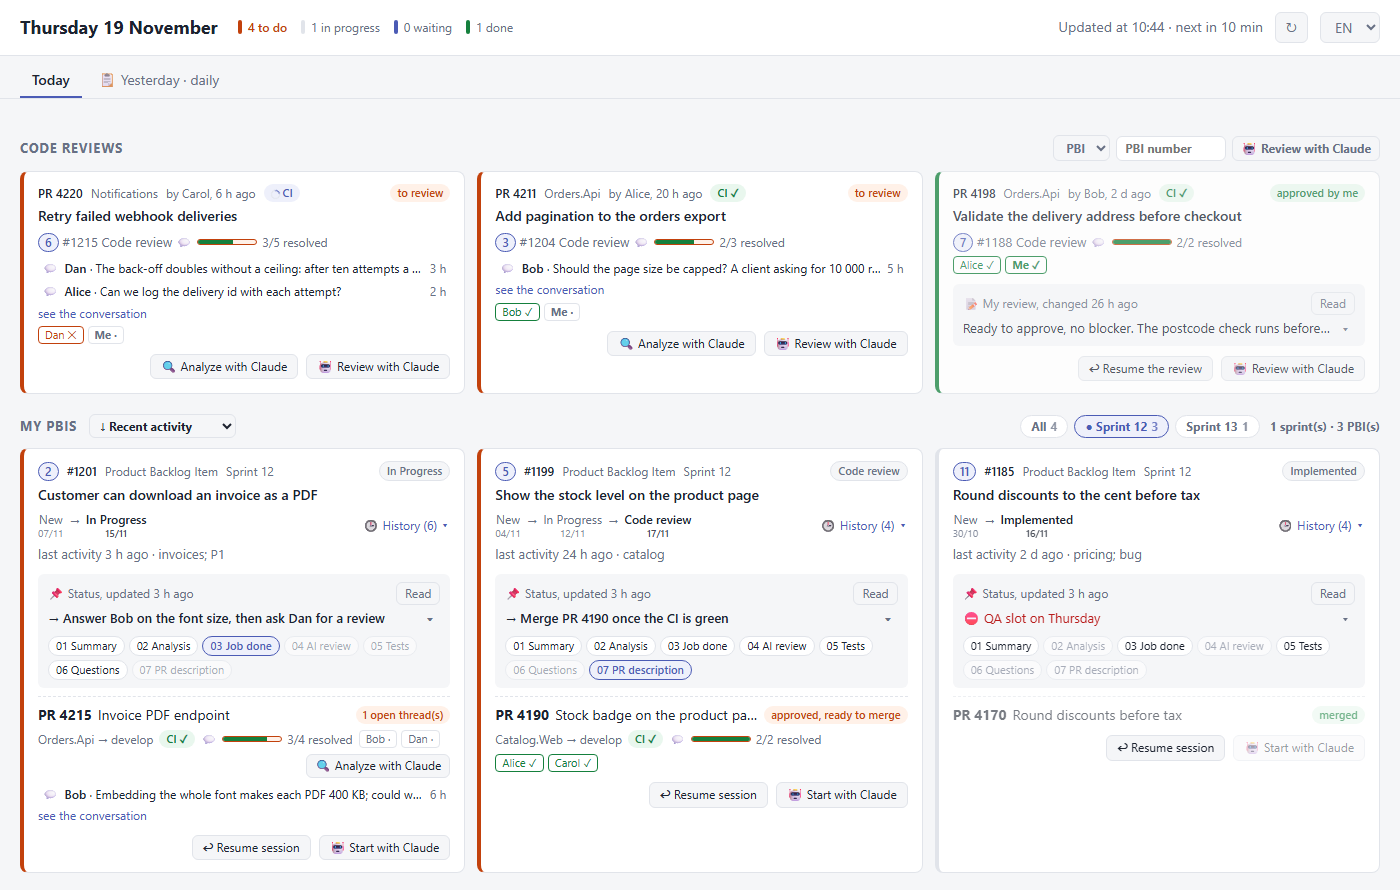 Thursday 19 November 4 to do 1 in progress 0 waiting 1 done Updated at 10:44 · next in 10 min ↻ EN
Today Yesterday · daily
CODE REVIEWS PBI PBI number Review with Claude
PR 4220 Notifications by Carol, 6 h ago CI to review
Retry failed webhook deliveries
6 #1215 Code review 3/5 resolved
Dan · The back-off doubles without a ceiling: after ten attempts a ... 3 h
Alice · Can we log the delivery id with each attempt? 2 h
see the conversation
Dan ✕ Me ·
Analyze with Claude Review with Claude
PR 4211 Orders.Api by Alice, 20 h ago CI ✓ to review
Add pagination to the orders export
3 #1204 Code review 2/3 resolved
Bob · Should the page size be capped? A client asking for 10 000 r... 5 h
see the conversation
Bob ✓ Me ·
Analyze with Claude Review with Claude
PR 4198 Orders.Api by Bob, 2 d ago CI ✓ approved by me
Validate the delivery address before checkout
7 #1188 Code review 2/2 resolved
Alice ✓ Me ✓
My review, changed 26 h ago Read
Ready to approve, no blocker. The postcode check runs before...
↩ Resume the review Review with Claude
MY PBIS ↓ Recent activity All 4 ● Sprint 12 3 Sprint 13 1 1 sprint(s) · 3 PBI(s)
2 #1201 Product Backlog Item Sprint 12 In Progress
Customer can download an invoice as a PDF
New → In Progress History (6)
07/11 15/11
last activity 3 h ago · invoices; P1
Status, updated 3 h ago Read
→ Answer Bob on the font size, then ask Dan for a review
01 Summary 02 Analysis 03 Job done 04 AI review 05 Tests
06 Questions 07 PR description
PR 4215 Invoice PDF endpoint 1 open thread(s)
Orders.Api → develop CI ✓ 3/4 resolved Bob · Dan ·
Analyze with Claude
Bob · Embedding the whole font makes each PDF 400 KB; could w... 6 h
see the conversation
↩ Resume session Start with Claude
5 #1199 Product Backlog Item Sprint 12 Code review
Show the stock level on the product page
New → In Progress → Code review History (4)
04/11 12/11 17/11
last activity 24 h ago · catalog
Status, updated 3 h ago Read
→ Merge PR 4190 once the CI is green
01 Summary 02 Analysis 03 Job done 04 AI review 05 Tests
06 Questions 07 PR description
PR 4190 Stock badge on the product pa... approved, ready to merge
Catalog.Web → develop CI ✓ 2/2 resolved
Alice ✓ Carol ✓
↩ Resume session Start with Claude
11 #1185 Product Backlog Item Sprint 12 Implemented
Round discounts to the cent before tax
New → Implemented History (4)
30/10 16/11
last activity 2 d ago · pricing; bug
Status, updated 3 h ago Read
QA slot on Thursday
01 Summary 02 Analysis 03 Job done 04 AI review 05 Tests
06 Questions 07 PR description
PR 4170 Round discounts before tax merged
↩ Resume session Start with Claude